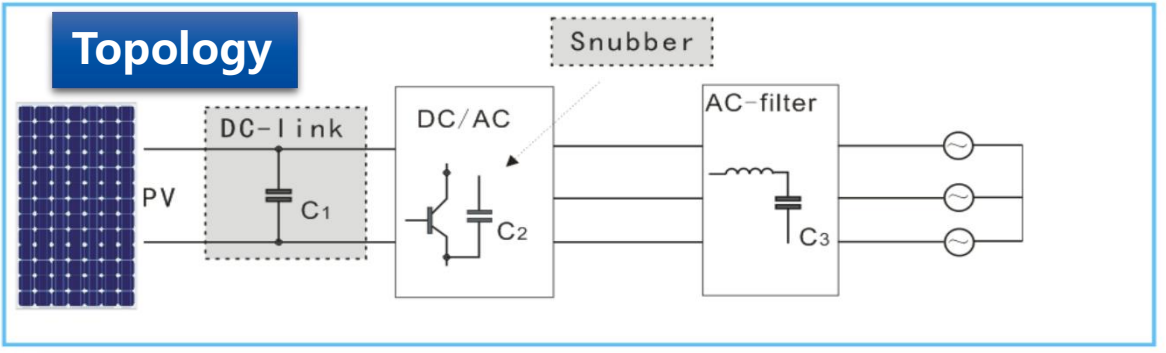 Topology
Snubber
DC-link
DC/AC
AC-filter
PV
C1
C2
C3